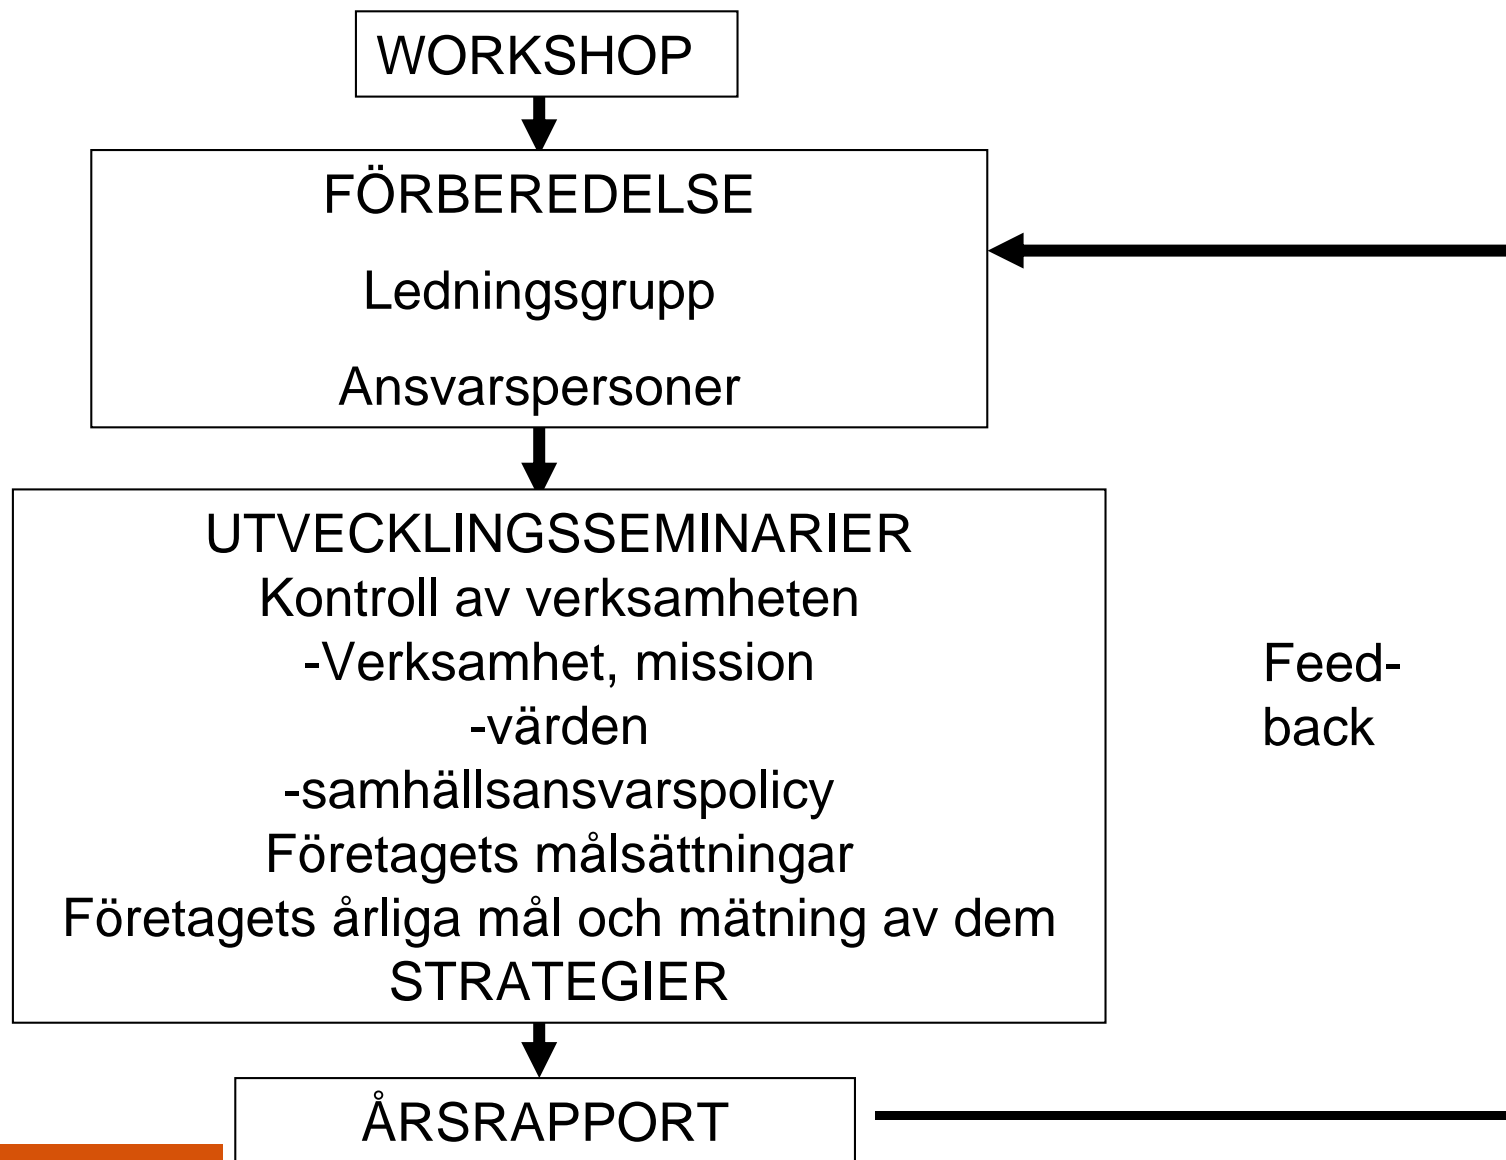 WORKSHOP
FÖRBEREDELSE
Ledningsgrupp
Ansvarspersoner
UTVECKLINGSSEMINARIER
Kontroll av verksamheten
-Verksamhet, mission
-värden
-samhällsansvarspolicy
Företagets målsättningar
Företagets årliga mål och mätning av dem
STRATEGIER
Feed-
back
ÅRSRAPPORT